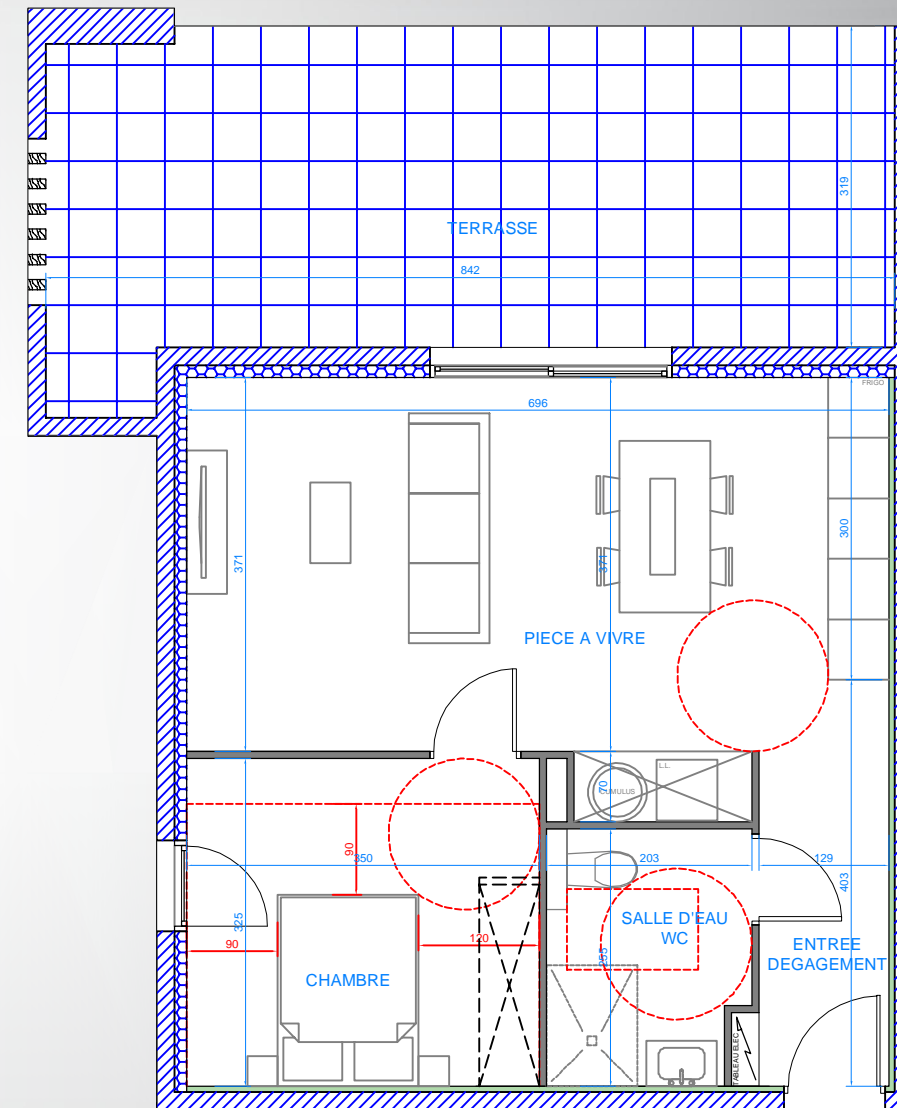 319
TERRASSE
842
FRIGO
696
371
371
300
PIECE A VIVRE
L.L.
CUMULUS
70
90
350
203
129
403
325
90
120
SALLE D'EAU
WC
255
ENTREE
DEGAGEMENT
CHAMBRE
TABLEAU ELEC.